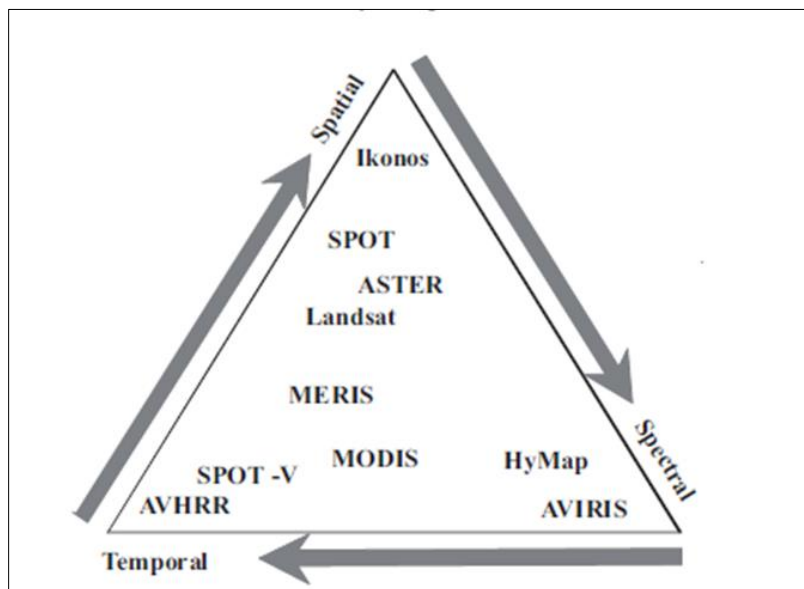 Spatial
Ikonos
SPOT
ASTER
Landsat
MERIS
MODIS
HyMap
Spectral
SPOT -V
AVHRR
AVIRIS
Temporal